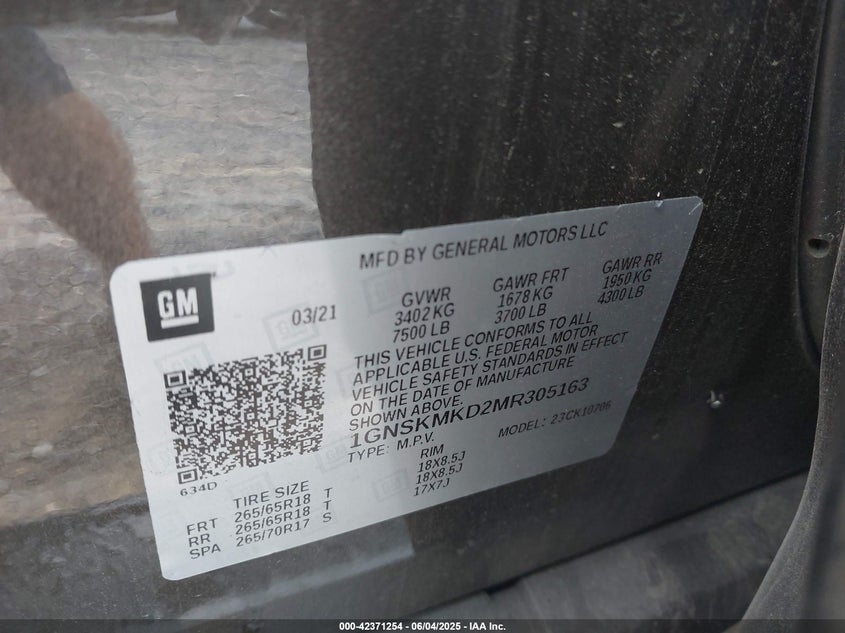 MFD BY GENERAL MOTORS LLC
GM
03/21
GVWR
3402 KG
7500 LB
GAWR FRT
1678 KG
3700 LB
GAWR RR
1950 KG
4300 LB
THIS VEHICLE CONFORMS TO ALL
APPLICABLE U.S. FEDERAL MOTOR
VEHICLE SAFETY STANDARDS IN EFFECT
ON THE DATE OF MANUFACTURE
SHOWN ABOVE.
1GNSKMKD2MR305163
TYPE: M.P.V.
MODEL: 23CK10706
634D
TIRE SIZE RIM
FRT 265/65R18 T 18X8.5J
RR 265/65R18 T 18X8.5J
SPA 265/70R17 S 17X7J
000-42371254 - 06/04/2025 - IAA Inc.